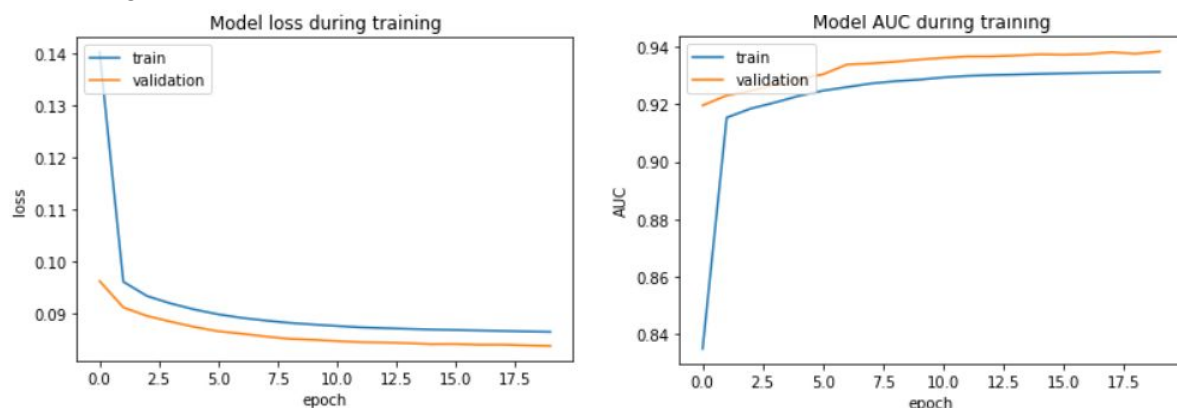 Model loss during training
0.14
0.13
0.12
0.11
0.10
0.09
loss
train
validation
0.0 2.5 5.0 7.5 10.0 12.5 15.0 17.5
epoch
Model AUC during training
0.94
0.92
0.90
0.88
0.86
0.84
AUC
train
validation
0.0 2.5 5.0 7.5 10.0 12.5 15.0 17.5
epoch